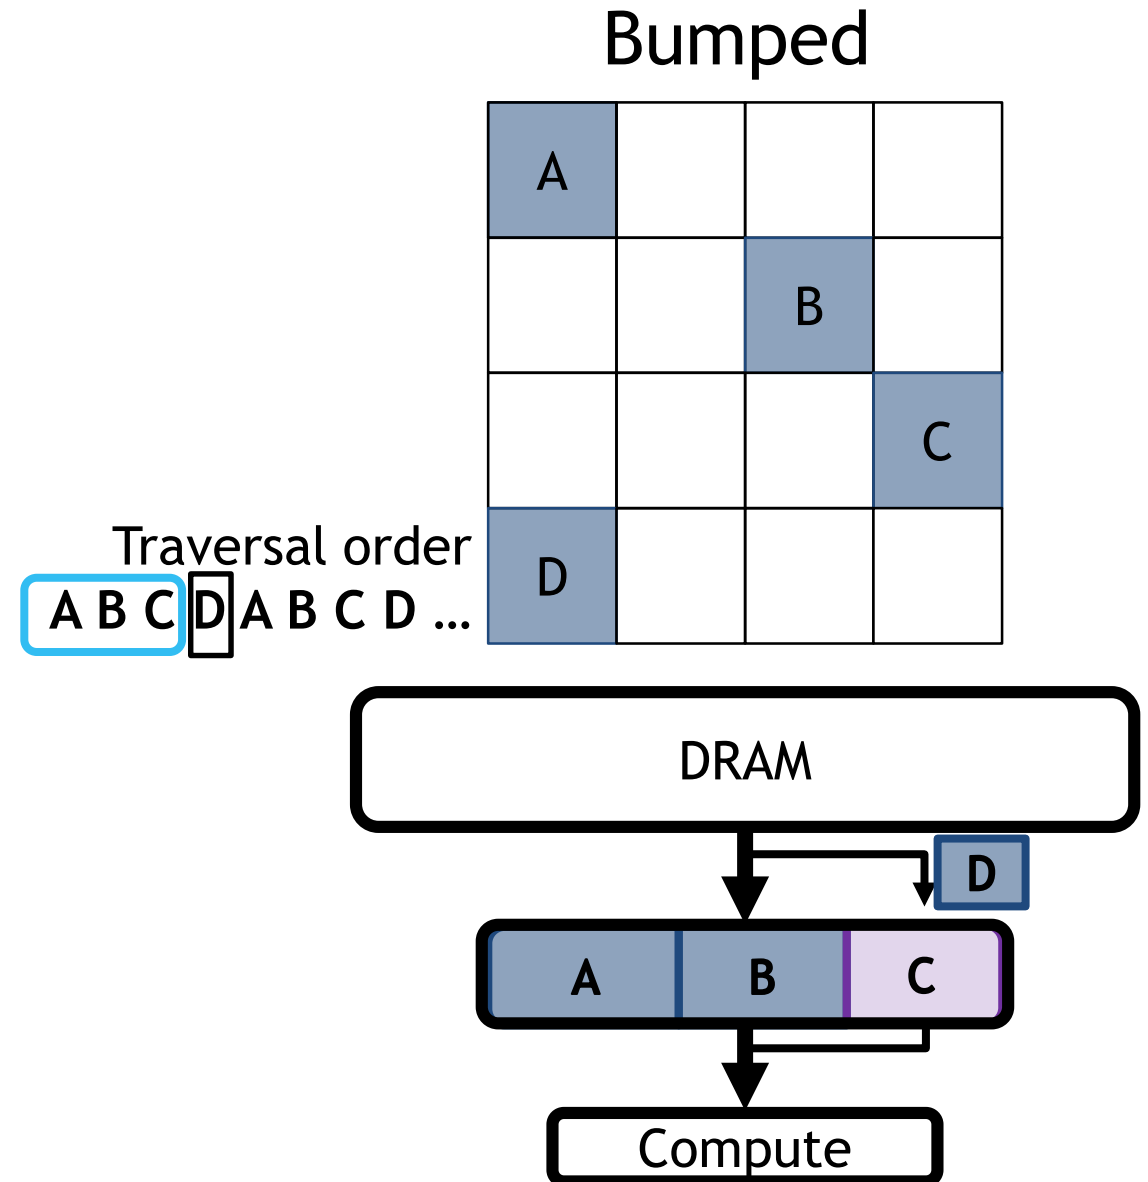 Bumped
A
B
C
Traversal order
D
A B C D A B C D ...
DRAM
D
A B C
Compute